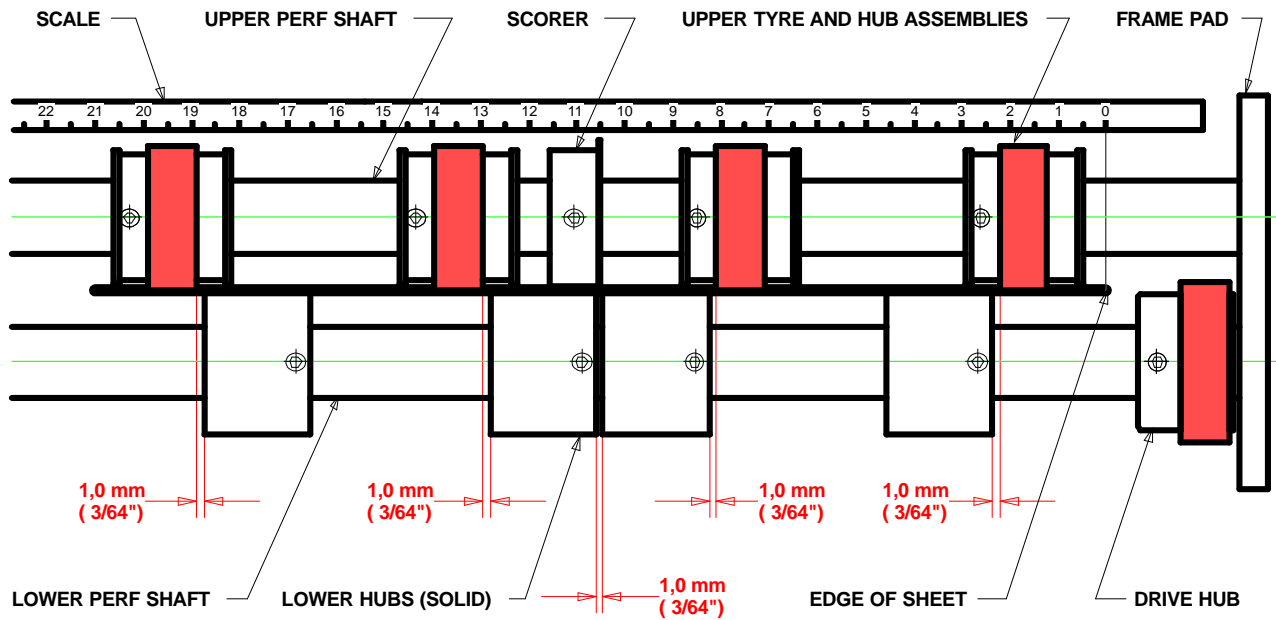 SCALE UPPER PERF SHAFT SCORER UPPER TYRE AND HUB ASSEMBLIES FRAME PAD
22 21 20 19 18 17 16 15 14 13 12 11 10 9 8 7 6 5 4 3 2 1 0
1,0 mm 1,0 mm 1,0 mm 1,0 mm
( 3/64") ( 3/64") ( 3/64") ( 3/64")
1,0 mm
( 3/64")
LOWER PERF SHAFT LOWER HUBS (SOLID) EDGE OF SHEET DRIVE HUB